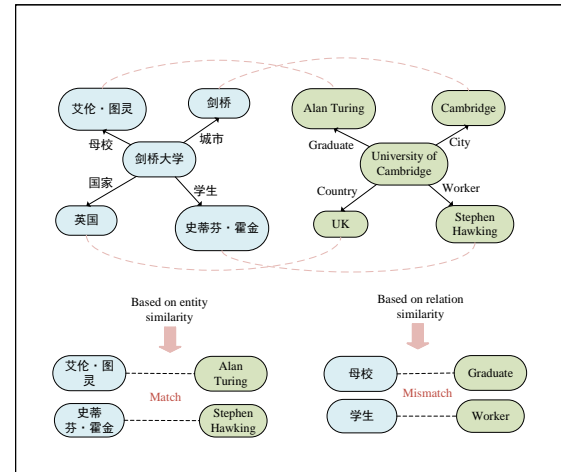 艾伦·图灵
剑桥
Alan Turing
Cambridge
母校
城市
Graduate
City
剑桥大学
University of
Cambridge
国家
学生
Country
Worker
英国
史蒂芬·霍金
UK
Stephen
Hawking
Based on entity
similarity
Based on relation
similarity
艾伦·图
灵
Alan
Turing
母校
Graduate
Match
Mismatch
史蒂
芬·霍金
Stephen
Hawking
学生
Worker